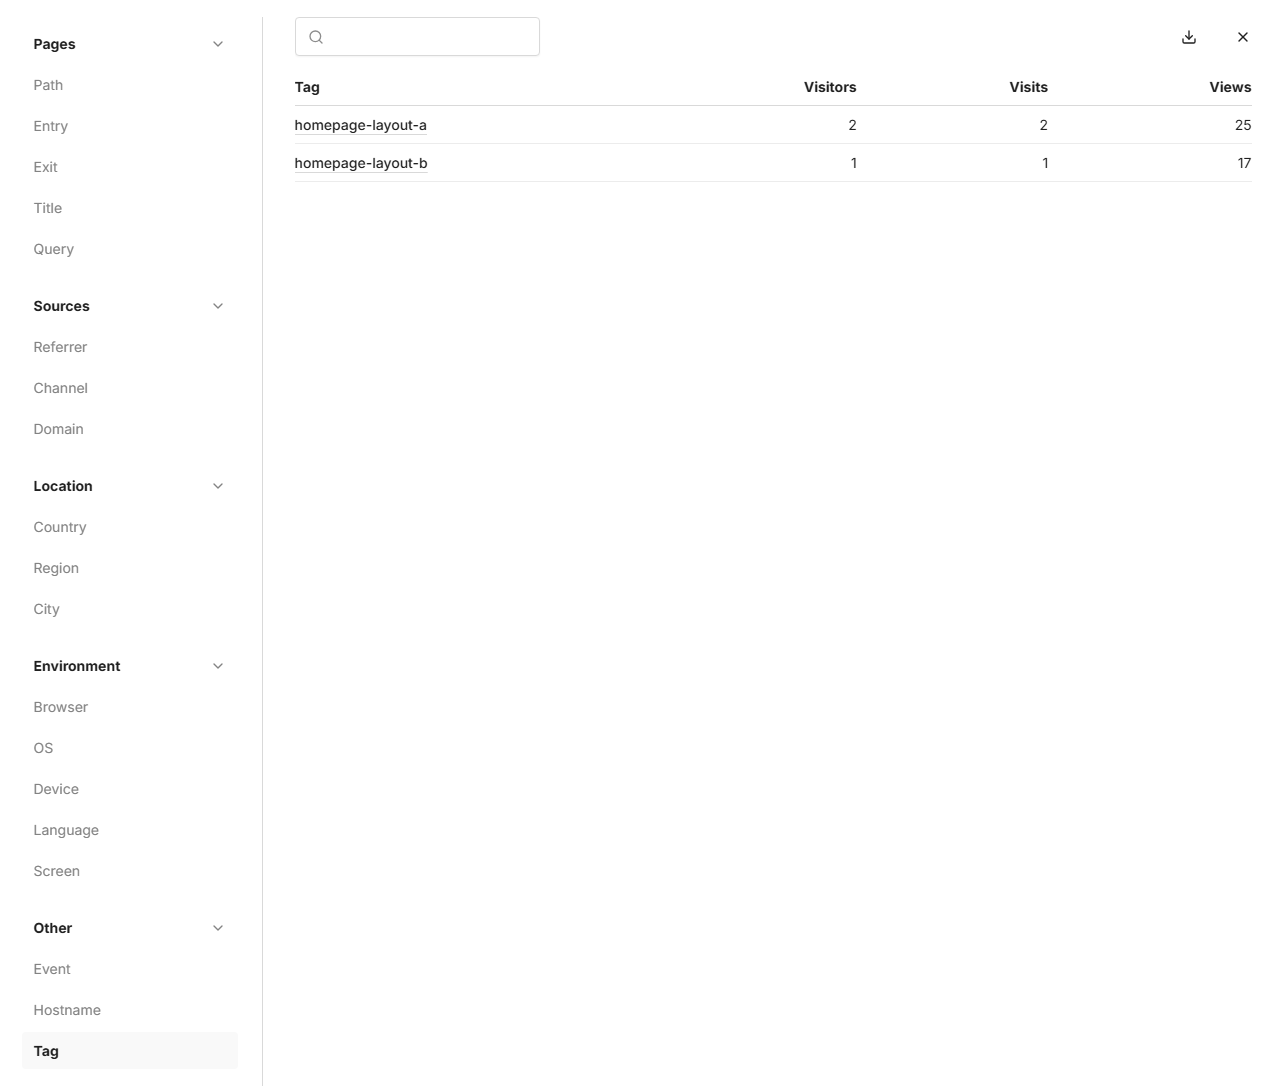 Pages
Path
Entry
Exit
Title
Query
Sources
Referrer
Channel
Domain
Location
Country
Region
City
Environment
Browser
OS
Device
Language
Screen
Other
Event
Hostname
Tag
Tag Visitors Visits Views
homepage-layout-a 2 2 25
homepage-layout-b 1 1 17